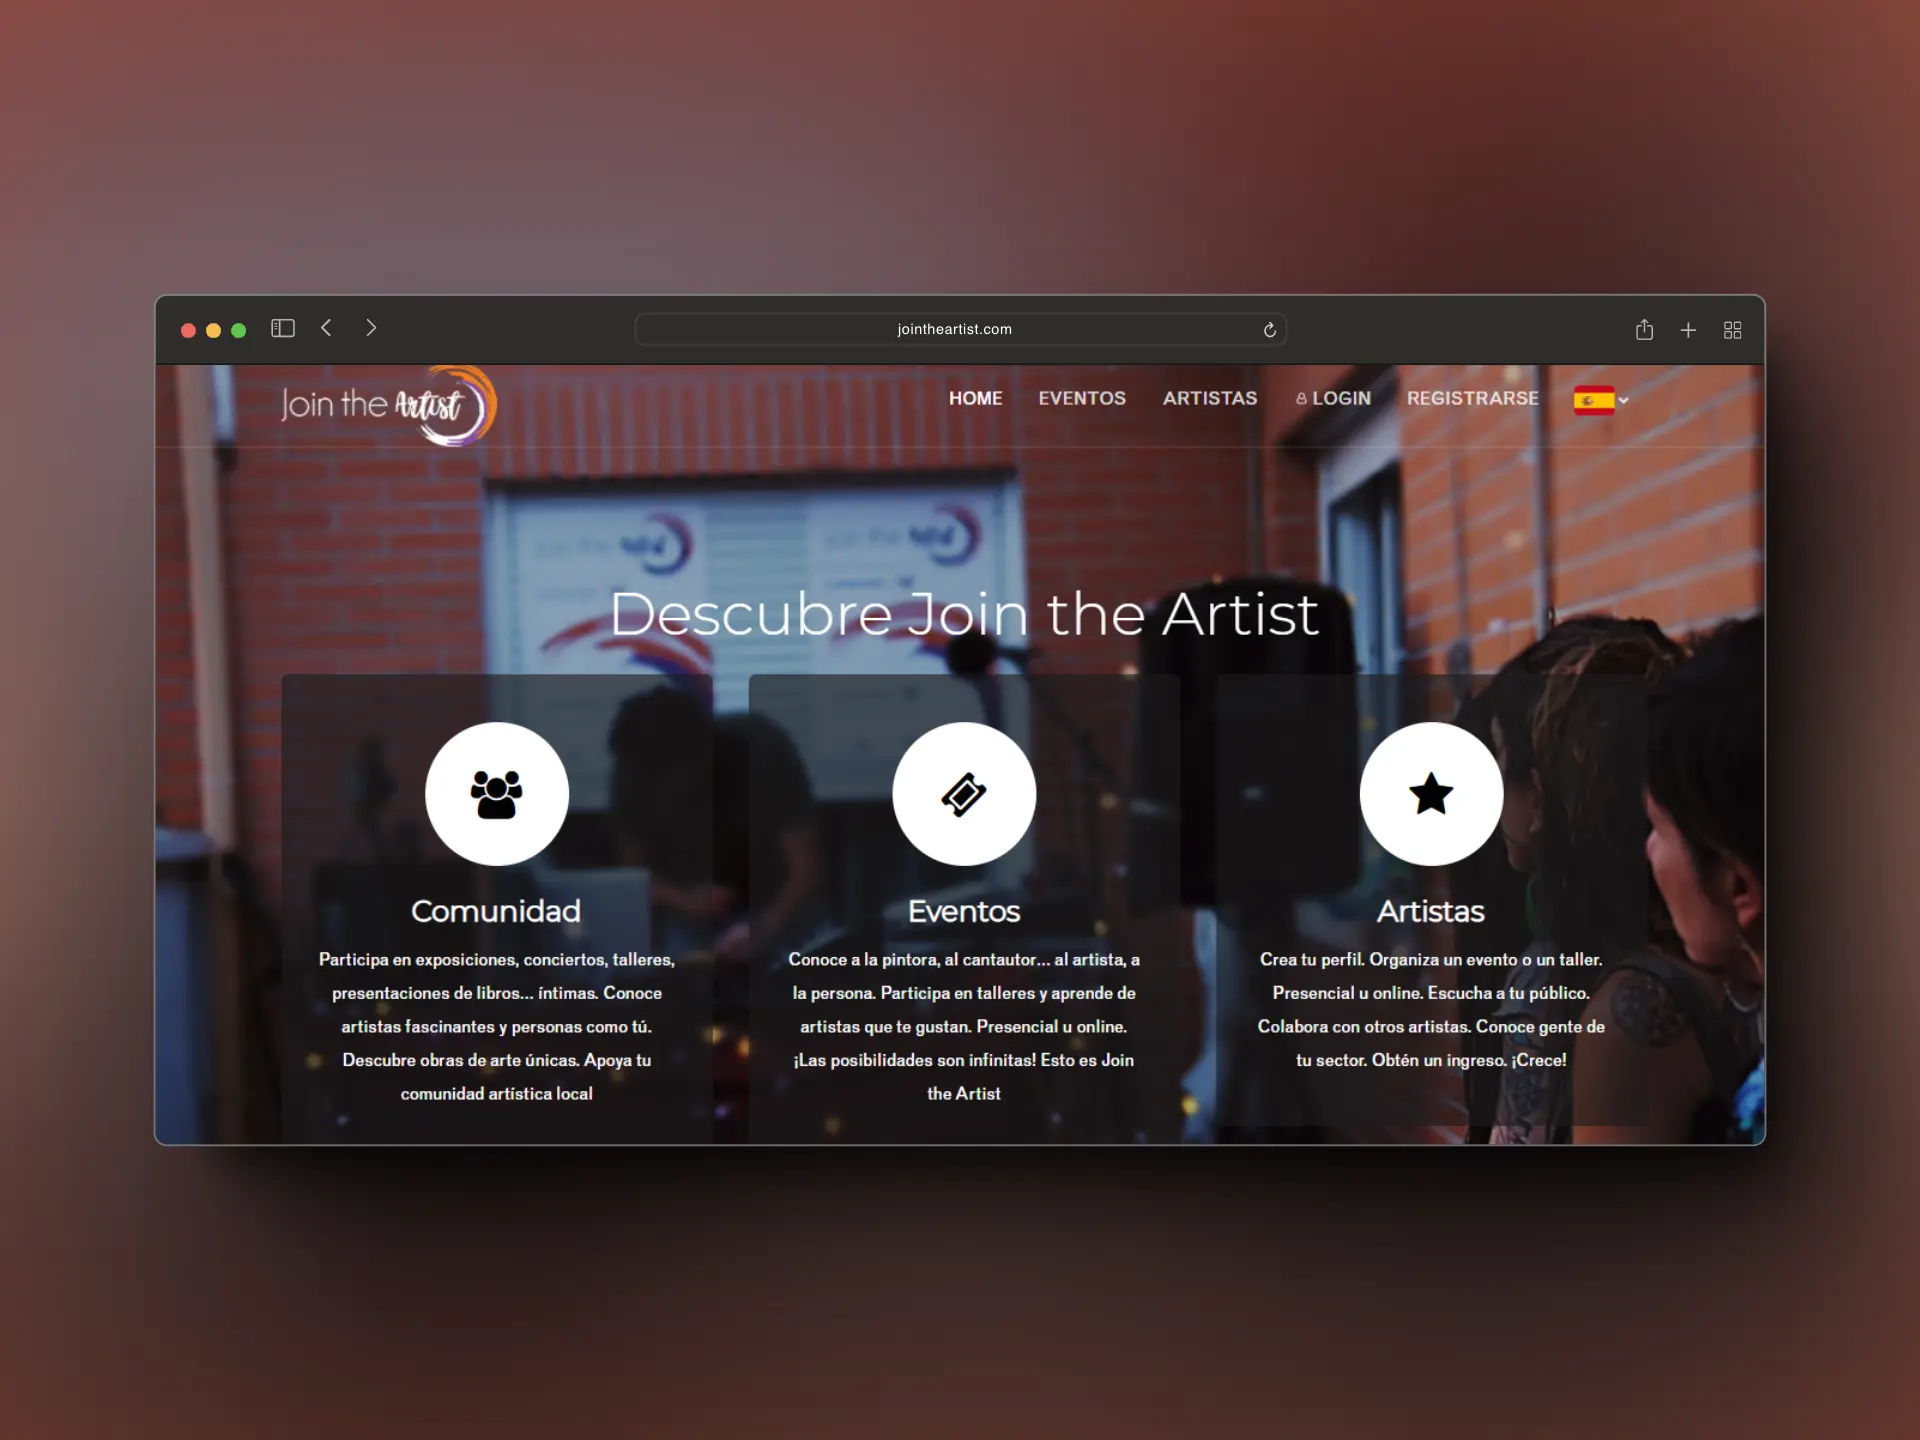 jointheartist.com
Join the Artist
HOME EVENTOS ARTISTAS LOGIN REGISTRARSE
Descubre Join the Artist
Comunidad
Participa en exposiciones, conciertos, talleres,
presentaciones de libros... íntimas. Conoce
artistas fascinantes y personas como tú.
Descubre obras de arte únicas. Apoya tu
comunidad artística local
Eventos
Conoce a la pintora, al cantautor... al artista, a
la persona. Participa en talleres y aprende de
artistas que te gustan. Presencial u online.
¡Las posibilidades son infinitas! Esto es Join
the Artist
Artistas
Crea tu perfil. Organiza un evento o un taller.
Presencial u online. Escucha a tu público.
Colabora con otros artistas. Conoce gente de
tu sector. Obtén un ingreso. ¡Crece!